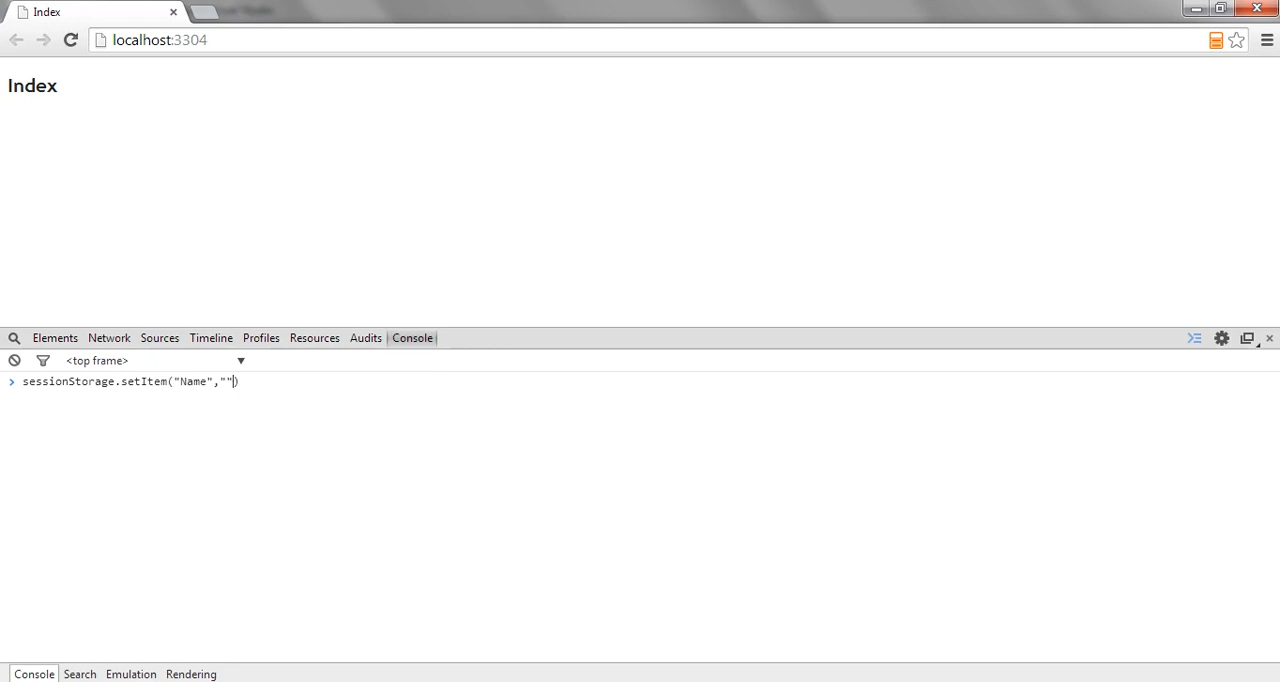 Index
localhost:3304
Index
Elements Network Sources Timeline Profiles Resources Audits Console
<top frame>
sessionStorage.setItem("Name","")
Console Search Emulation Rendering